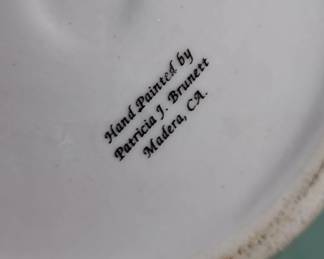 Hand Painted by
Patricia J. Brunett
Madera, CA.